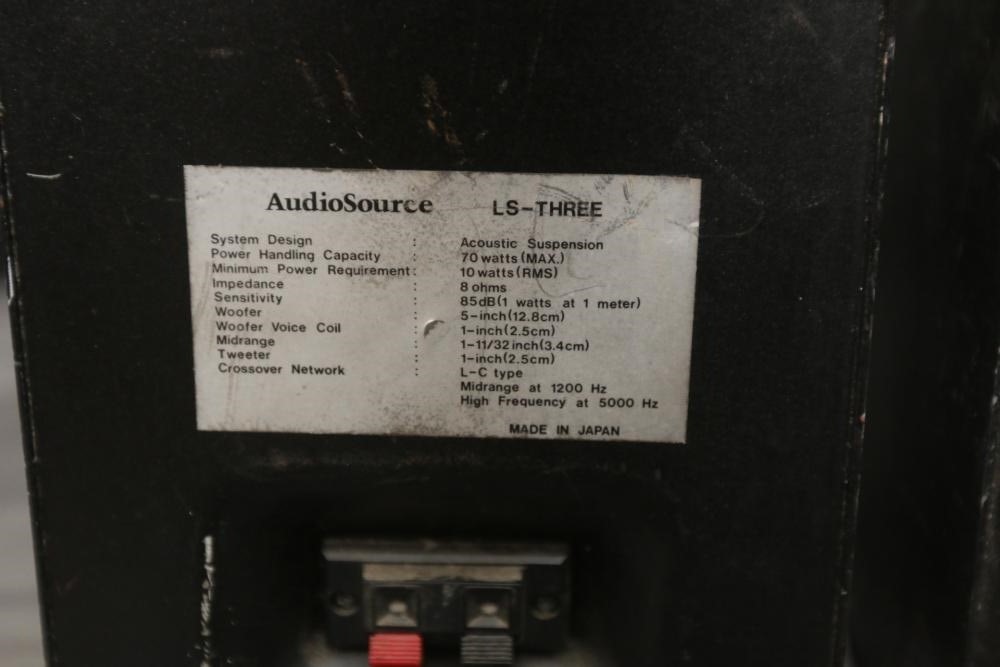 AudioSource LS-THREE
System Design : Acoustic Suspension
Power Handling Capacity : 70 watts (MAX.)
Minimum Power Requirement : 10 watts (RMS)
Impedance : 8 ohms
Sensitivity : 85dB (1 watts at 1 meter)
Woofer : 5-inch (12.8cm)
Woofer Voice Coil : 1-inch (2.5cm)
Midrange : 1-11/32 inch (3.4cm)
Tweeter : 1-inch (2.5cm)
Crossover Network : L-C type
Midrange at 1200 Hz
High Frequency at 5000 Hz
MADE IN JAPAN